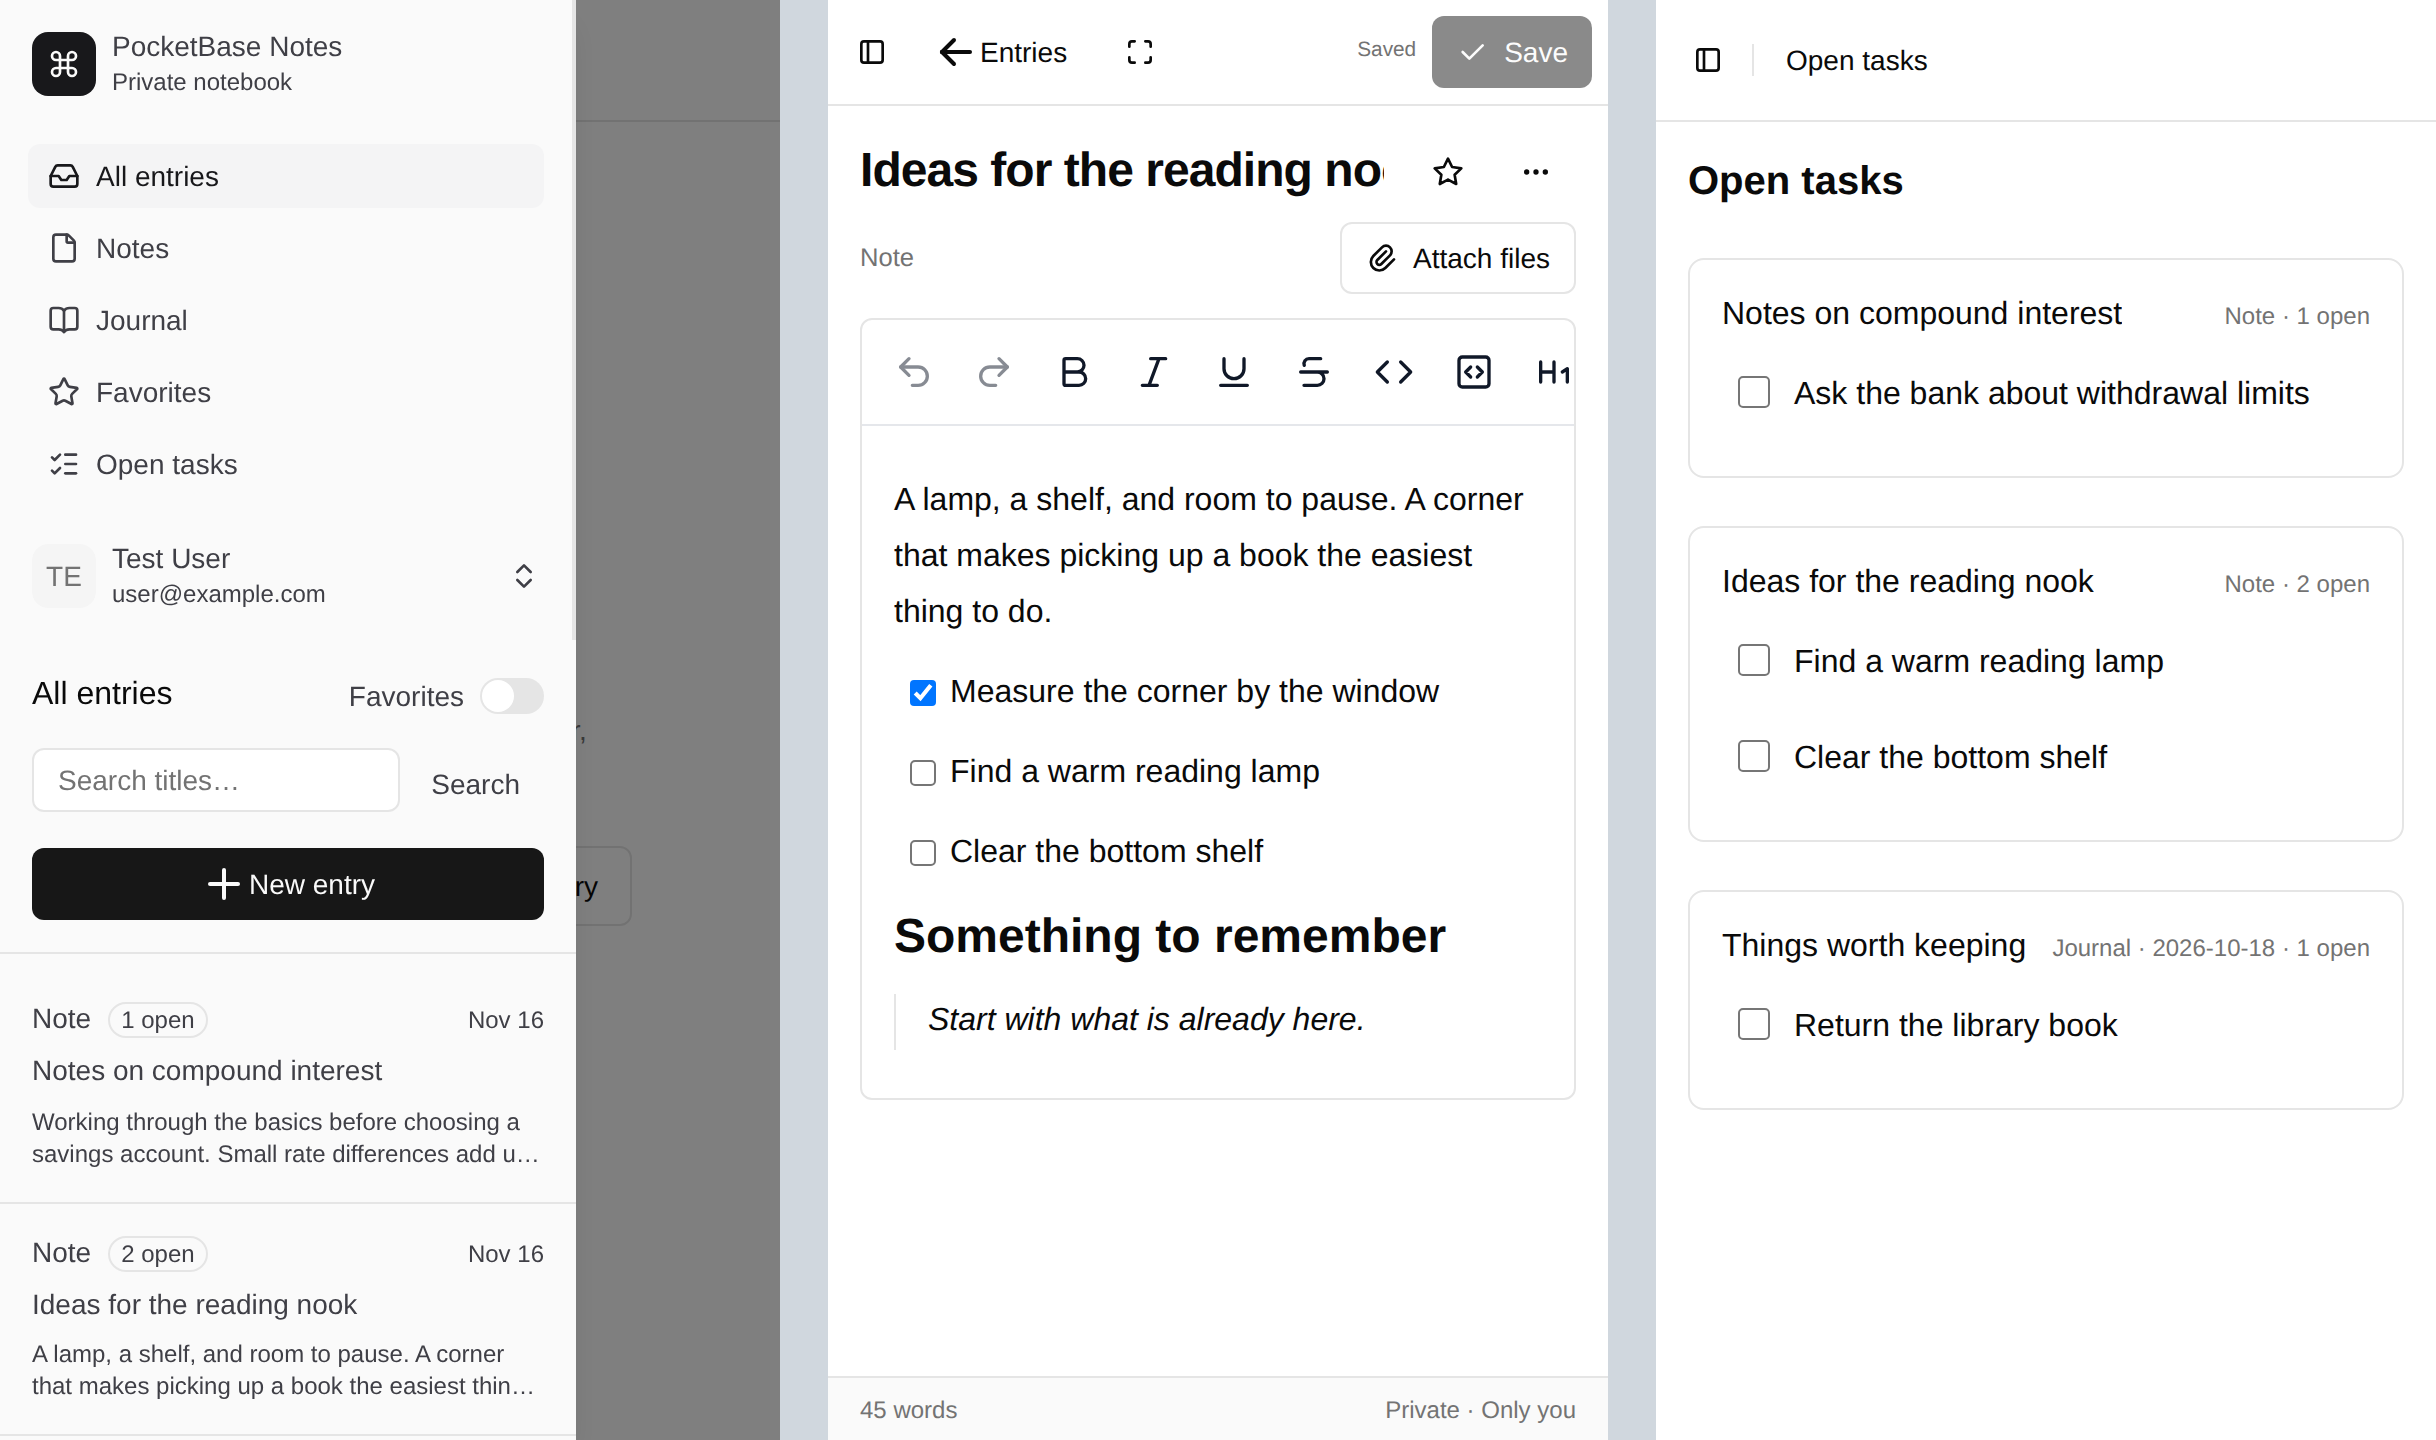 PocketBase Notes
Private notebook
All entries
Notes
Journal
Favorites
Open tasks
TE
Test User
user@example.com
All entries
Favorites
Search titles…
Search
New entry
Note
1 open
Nov 16
Notes on compound interest
Working through the basics before choosing a
savings account. Small rate differences add u…
Note
2 open
Nov 16
Ideas for the reading nook
A lamp, a shelf, and room to pause. A corner
that makes picking up a book the easiest thin…
r,
ry
Entries
Saved
Save
Ideas for the reading no
Note
Attach files
H1
A lamp, a shelf, and room to pause. A corner
that makes picking up a book the easiest
thing to do.
Measure the corner by the window
Find a warm reading lamp
Clear the bottom shelf
Something to remember
Start with what is already here.
45 words
Private · Only you
Open tasks
Open tasks
Notes on compound interest
Note · 1 open
Ask the bank about withdrawal limits
Ideas for the reading nook
Note · 2 open
Find a warm reading lamp
Clear the bottom shelf
Things worth keeping
Journal · 2026-10-18 · 1 open
Return the library book